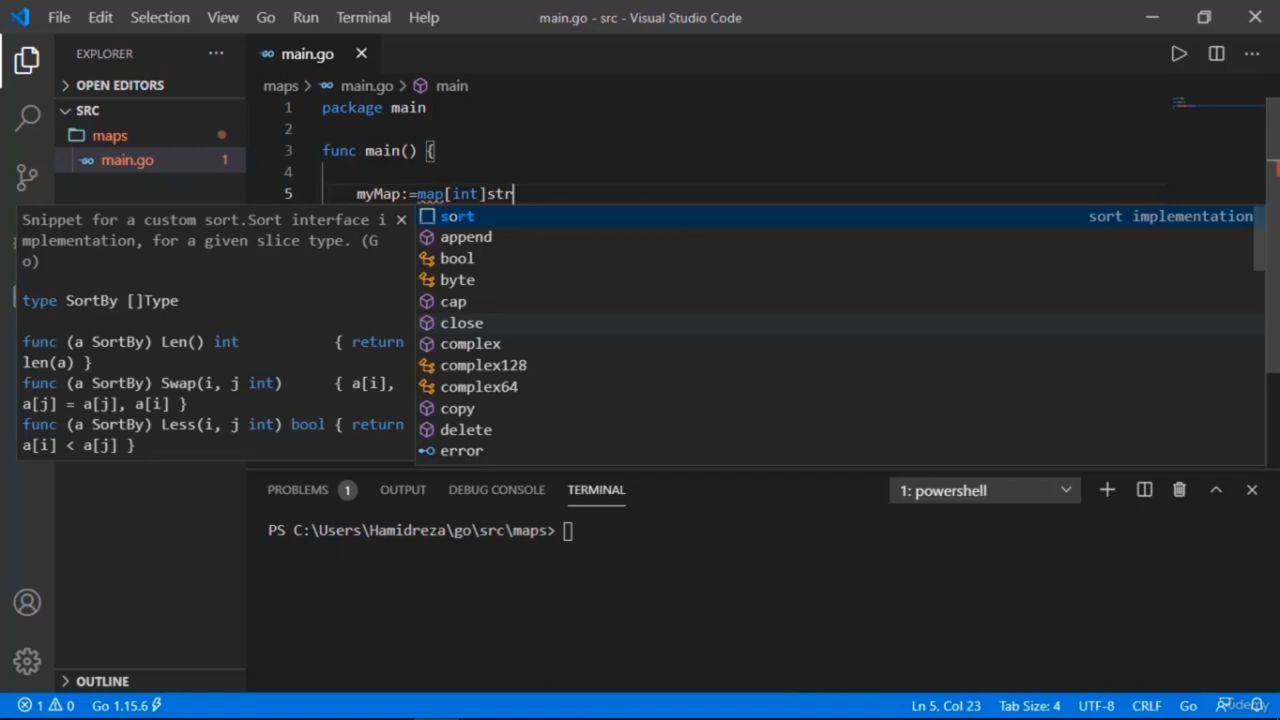 File Edit Selection View Go Run Terminal Help
main.go - src - Visual Studio Code
EXPLORER
main.go
OPEN EDITORS
maps > main.go > main
SRC
maps
main.go 1
1 package main
2
3 func main() {
4
5 myMap:=map[int]str
Snippet for a custom sort.Sort interface i
mplementation, for a given slice type. (G
o)
type SortBy []Type
func (a SortBy) Len() int { return
len(a) }
func (a SortBy) Swap(i, j int) { a[i],
a[j] = a[j], a[i] }
func (a SortBy) Less(i, j int) bool { return
a[i] < a[j] }
sort sort implementation
append
bool
byte
cap
close
complex
complex128
complex64
copy
delete
error
PROBLEMS 1 OUTPUT DEBUG CONSOLE TERMINAL 1: powershell
PS C:\Users\Hamidreza\go\src\maps>
OUTLINE
1 0 Go 1.15.6 Ln 5, Col 23 Tab Size: 4 UTF-8 CRLF Go
Udemy